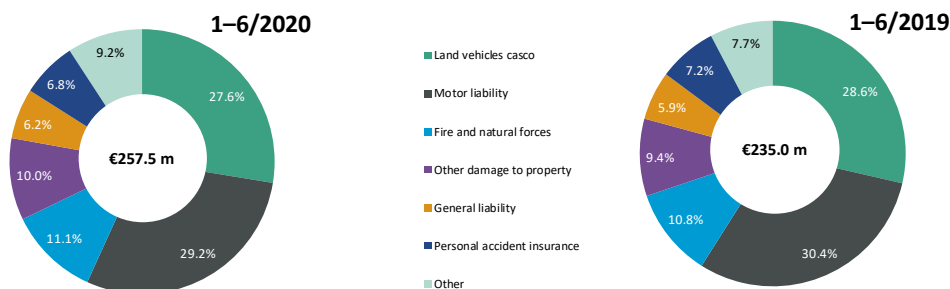 1–6/2020
9.2%
6.8%
27.6%
6.2%
€257.5 m
10.0%
11.1%
29.2%
Land vehicles casco
Motor liability
Fire and natural forces
Other damage to property
General liability
Personal accident insurance
Other
1–6/2019
7.7%
7.2%
28.6%
5.9%
€235.0 m
9.4%
10.8%
30.4%